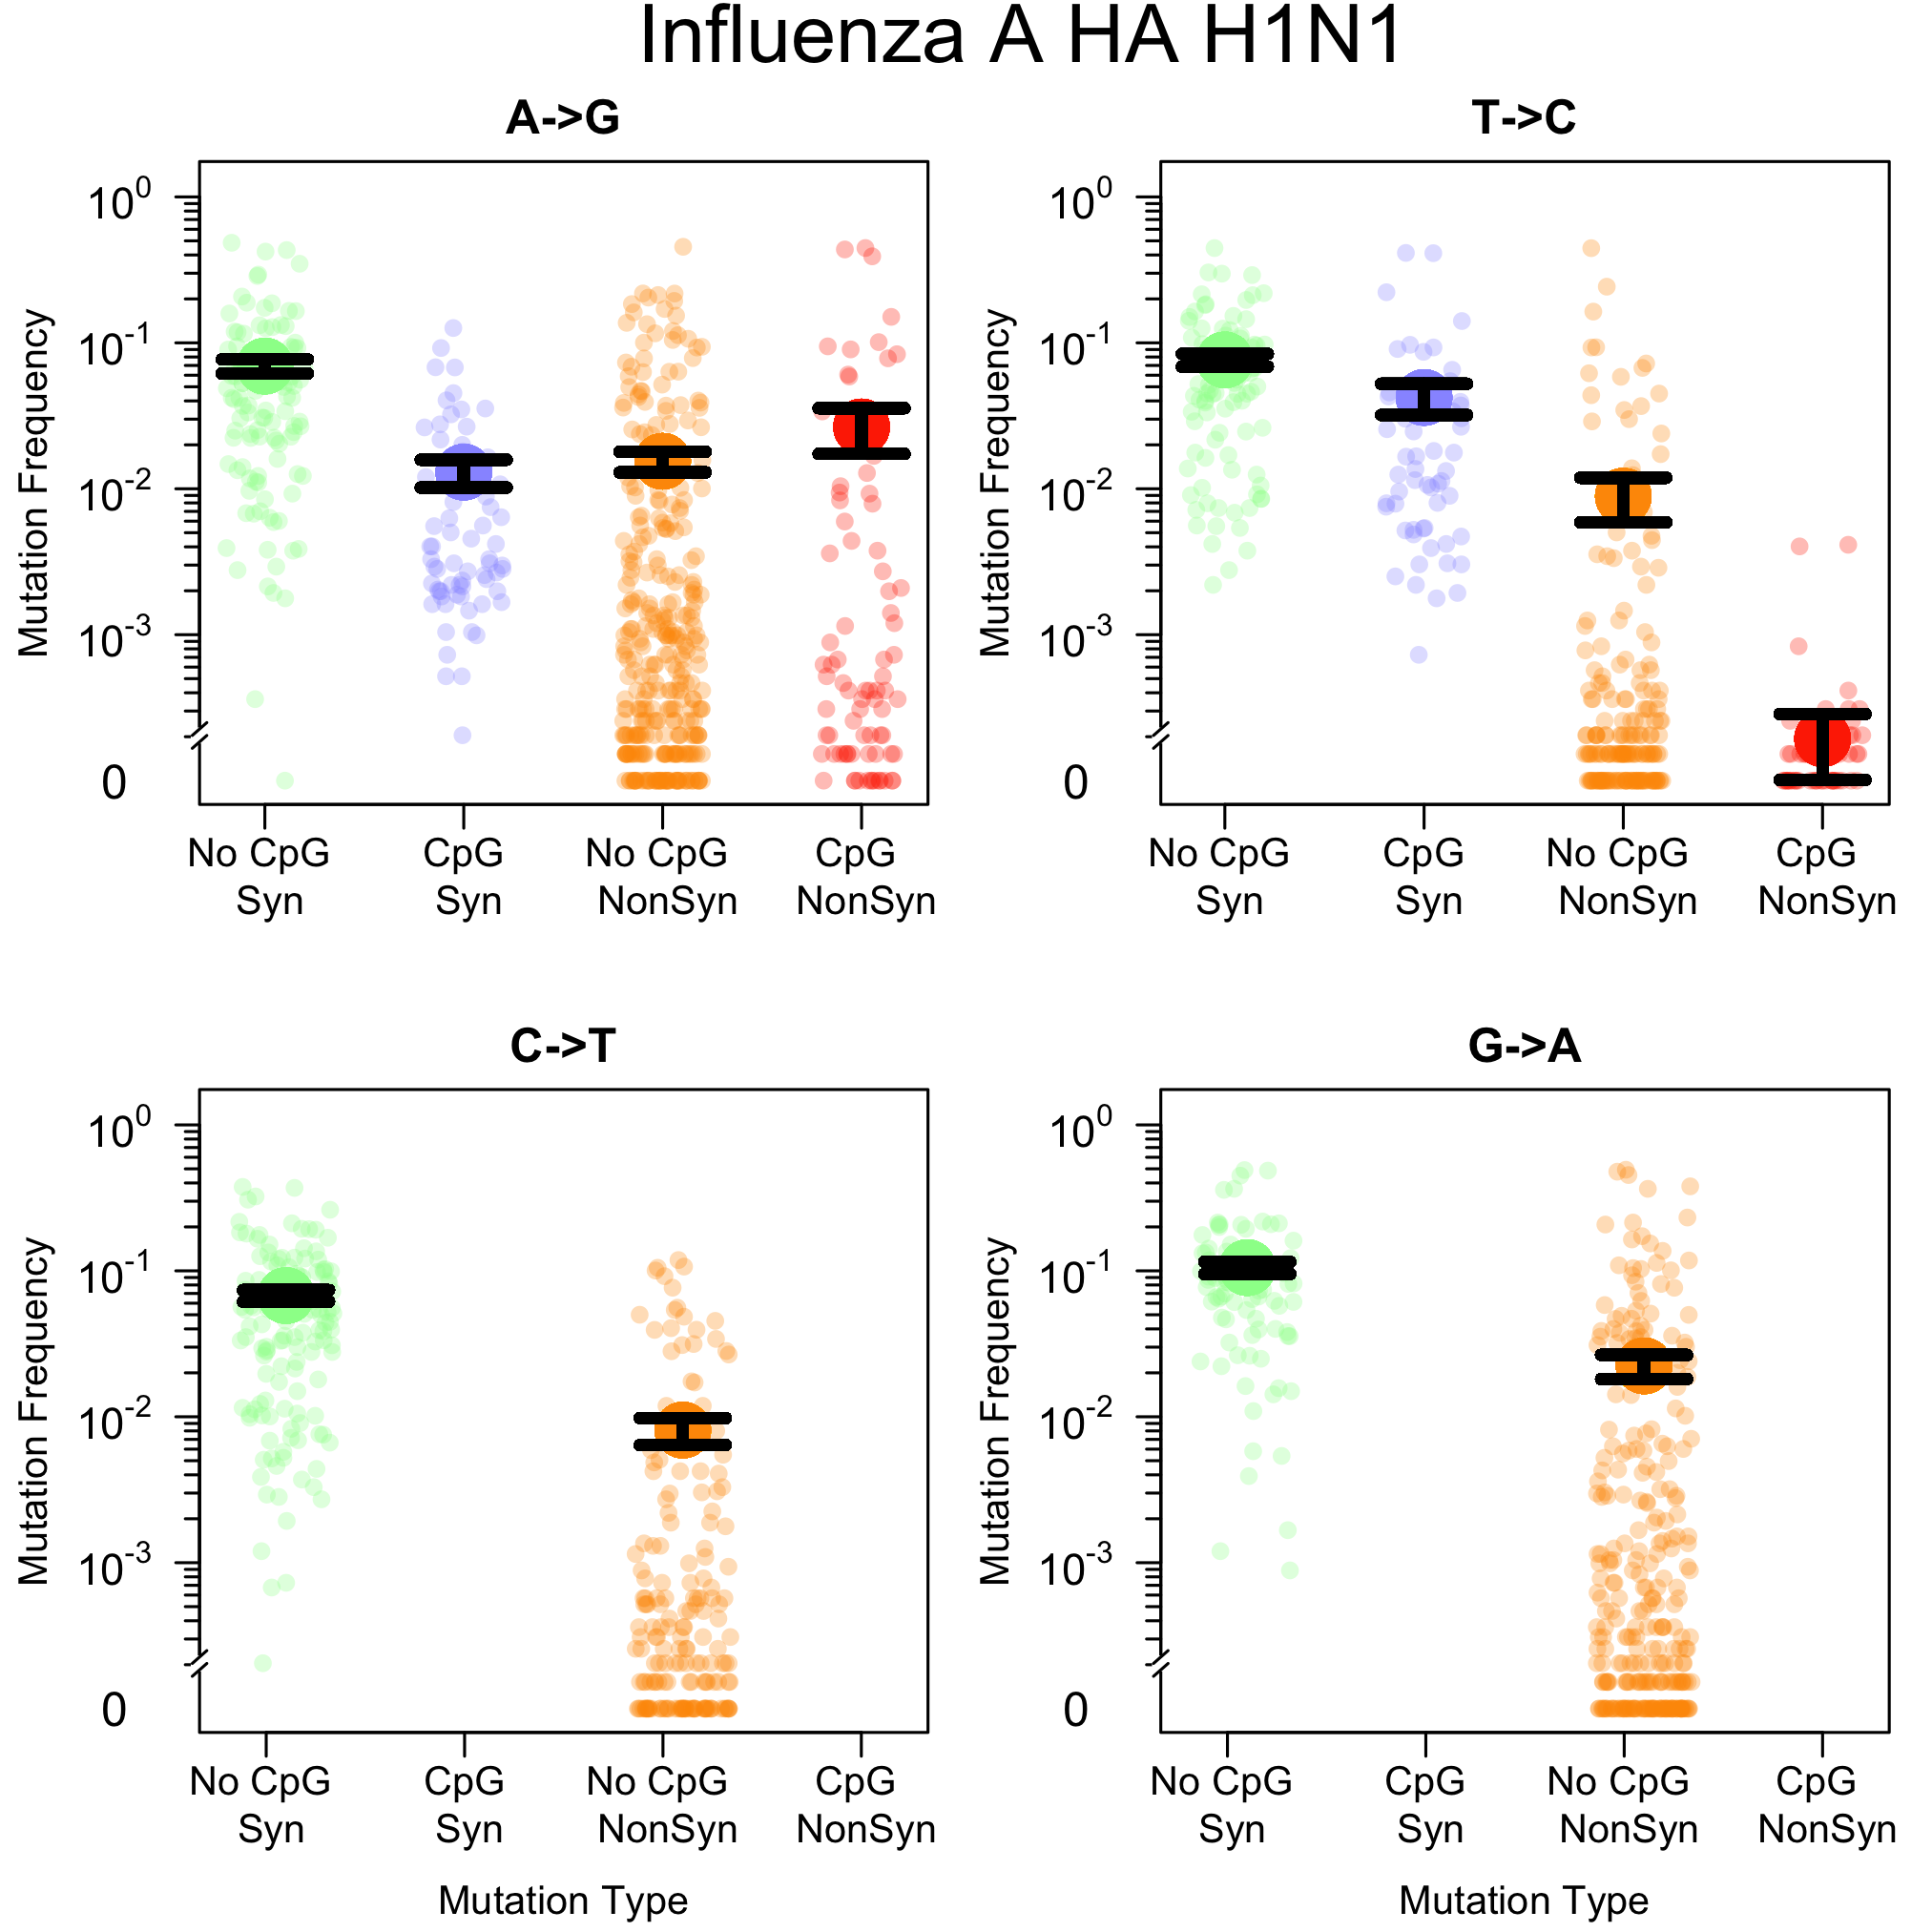 Influenza A HA H1N1
A->G
Mutation Frequency
10^0
10^-1
10^-2
10^-3
0
No CpG CpG No CpG CpG
Syn Syn NonSyn NonSyn
T->C
Mutation Frequency
10^0
10^-1
10^-2
10^-3
0
No CpG CpG No CpG CpG
Syn Syn NonSyn NonSyn
C->T
Mutation Frequency
10^0
10^-1
10^-2
10^-3
0
No CpG CpG No CpG CpG
Syn Syn NonSyn NonSyn
Mutation Type
G->A
Mutation Frequency
10^0
10^-1
10^-2
10^-3
0
No CpG CpG No CpG CpG
Syn Syn NonSyn NonSyn
Mutation Type